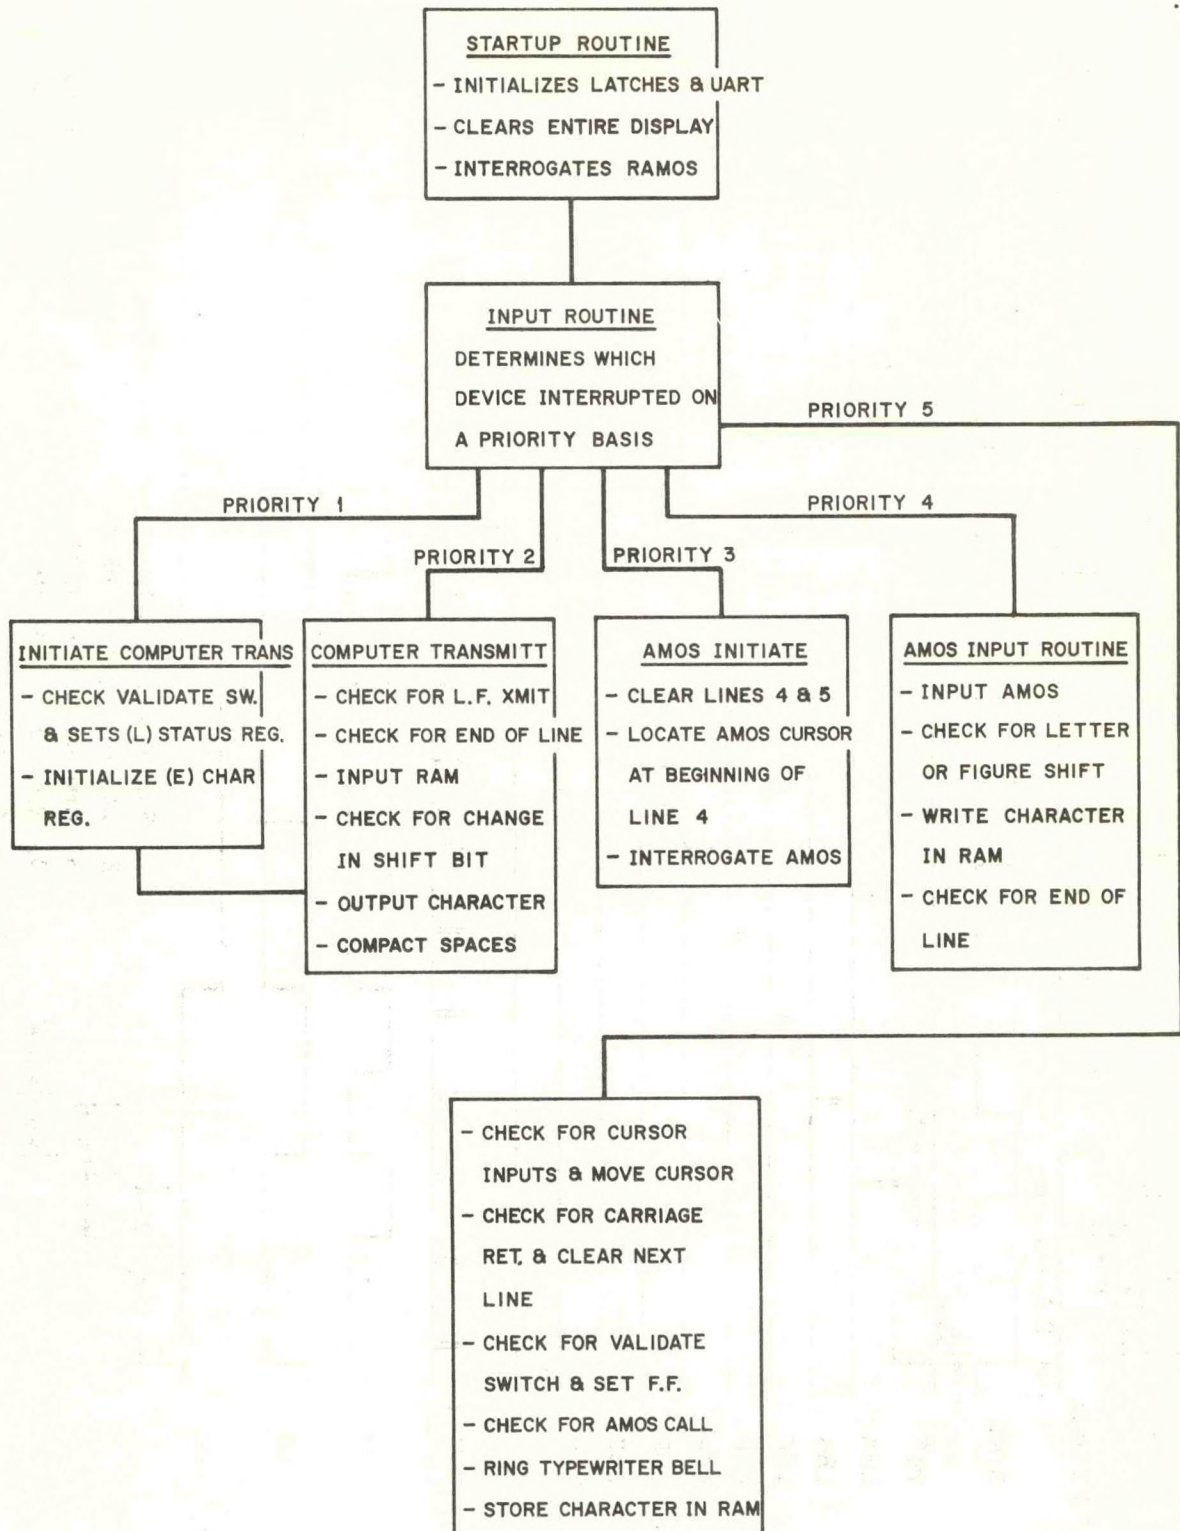 STARTUP ROUTINE
- INITIALIZES LATCHES & UART
- CLEARS ENTIRE DISPLAY
- INTERROGATES RAMOS
INPUT ROUTINE
DETERMINES WHICH
DEVICE INTERRUPTED ON
A PRIORITY BASIS
PRIORITY 5
PRIORITY 1
PRIORITY 4
PRIORITY 2
PRIORITY 3
INITIATE COMPUTER TRANS
- CHECK VALIDATE SW.
& SETS (L) STATUS REG.
- INITIALIZE (E) CHAR
REG.
COMPUTER TRANSMITT
- CHECK FOR L.F. XMIT
- CHECK FOR END OF LINE
- INPUT RAM
- CHECK FOR CHANGE
IN SHIFT BIT
- OUTPUT CHARACTER
- COMPACT SPACES
AMOS INITIATE
- CLEAR LINES 4 & 5
- LOCATE AMOS CURSOR
AT BEGINNING OF
LINE 4
- INTERROGATE AMOS
AMOS INPUT ROUTINE
- INPUT AMOS
- CHECK FOR LETTER
OR FIGURE SHIFT
- WRITE CHARACTER
IN RAM
- CHECK FOR END OF
LINE
- CHECK FOR CURSOR
INPUTS & MOVE CURSOR
- CHECK FOR CARRIAGE
RET. & CLEAR NEXT
LINE
- CHECK FOR VALIDATE
SWITCH & SET F.F.
- CHECK FOR AMOS CALL
- RING TYPEWRITER BELL
- STORE CHARACTER IN RAM